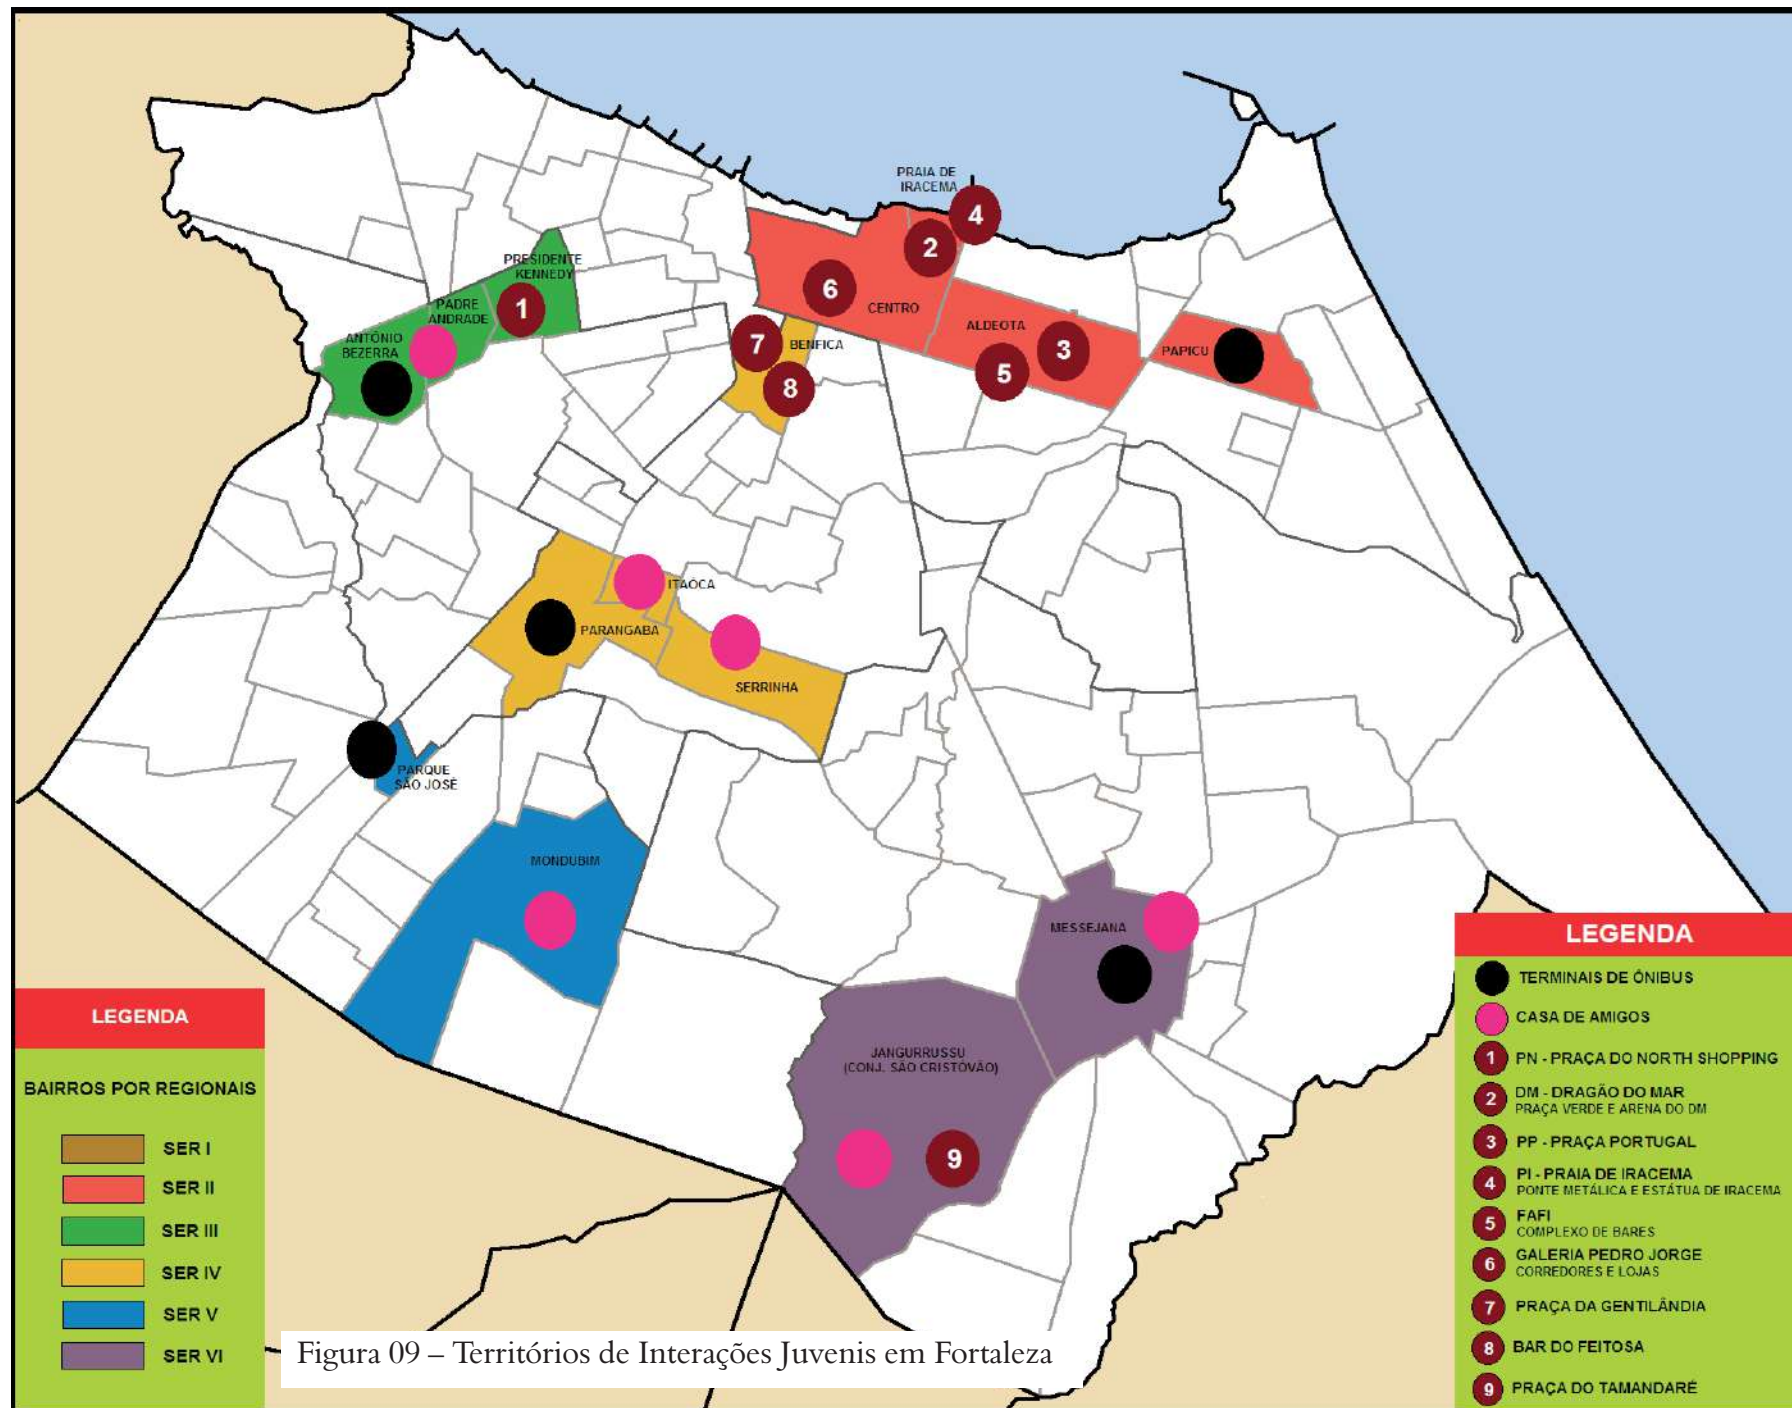 PRAIA DE
IRACEMA
4
2
PRESIDENTE
KENNEDY
6
PADRE
ANDRADE
1
CENTRO
ANTÔNIO
BEZERRA
7
BENFICA
ALDEOTA
3
PAPICU
5
8
ITAÓCA
PARANGABA
SERRINHA
PARQUE
SÃO JOSÉ
MONDUBIM
MESSEJANA
JANGURRUSSU
(CONJ. SÃO CRISTOVÃO)
9
LEGENDA
BAIRROS POR REGIONAIS
SER I
SER II
SER III
SER IV
SER V
SER VI
LEGENDA
TERMINAIS DE ÔNIBUS
CASA DE AMIGOS
1 PN - PRAÇA DO NORTH SHOPPING
2 DM - DRAGÃO DO MAR
PRAÇA VERDE E ARENA DO DM
3 PP - PRAÇA PORTUGAL
4 PI - PRAIA DE IRACEMA
PONTE METÁLICA E ESTÁTUA DE IRACEMA
5 FAFI
COMPLEXO DE BARES
6 GALERIA PEDRO JORGE
CORREDORES E LOJAS
7 PRAÇA DA GENTILÂNDIA
8 BAR DO FEITOSA
9 PRAÇA DO TAMANDARÉ
Figura 09 – Territórios de Interações Juvenis em Fortaleza